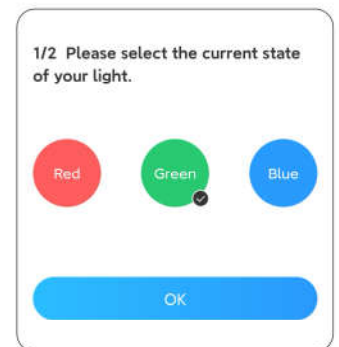 1/2 Please select the current state
of your light.
Red Green Blue
OK